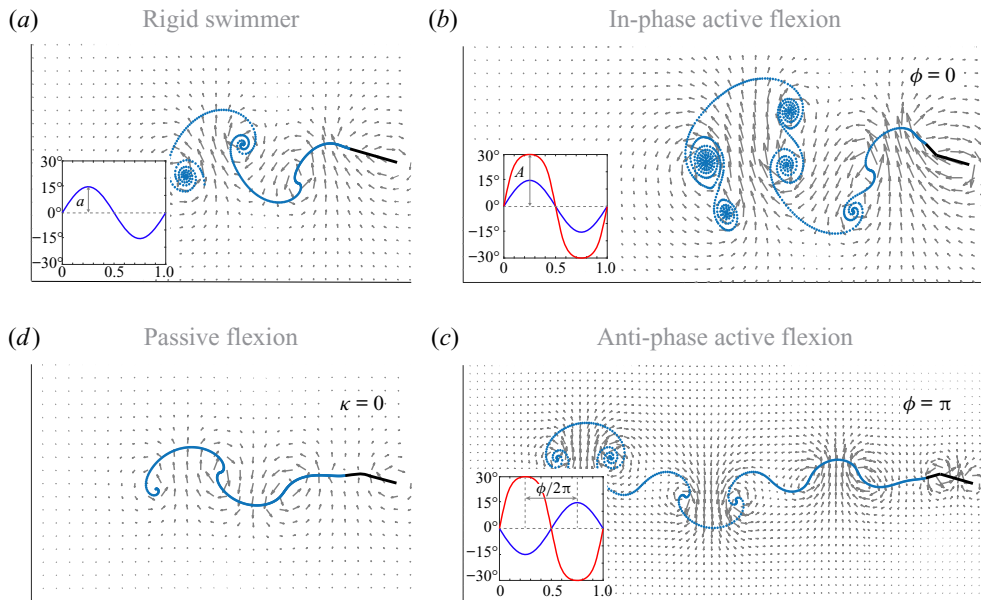 (a) Rigid swimmer
30°
15°
a
0°
−15°
−30°
0 0.5 1.0
(b) In-phase active flexion
ϕ = 0
30°
15°
A
0°
−15°
−30°
0 0.5 1.0
(d) Passive flexion
κ = 0
(c) Anti-phase active flexion
ϕ = π
30°
ϕ/2π
15°
0°
−15°
−30°
0 0.5 1.0